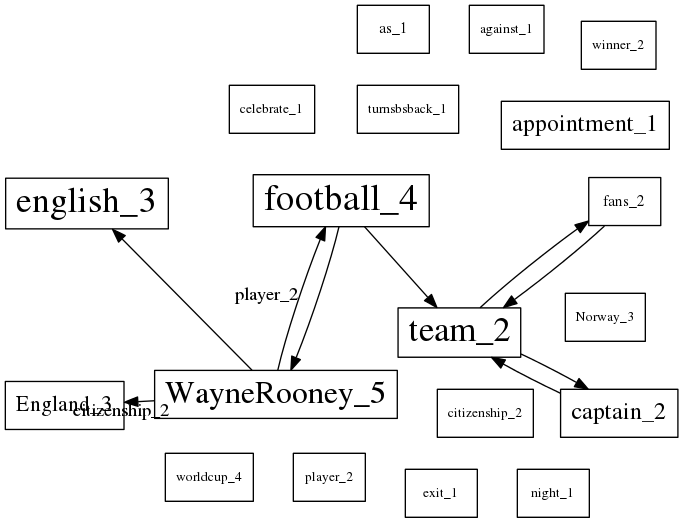 as_1
against_1
winner_2
celebrate_1
turnsbsback_1
appointment_1
english_3
football_4
fans_2
player_2
Norway_3
team_2
England_3
citizenship_2
WayneRooney_5
citizenship_2
captain_2
worldcup_4
player_2
exit_1
night_1